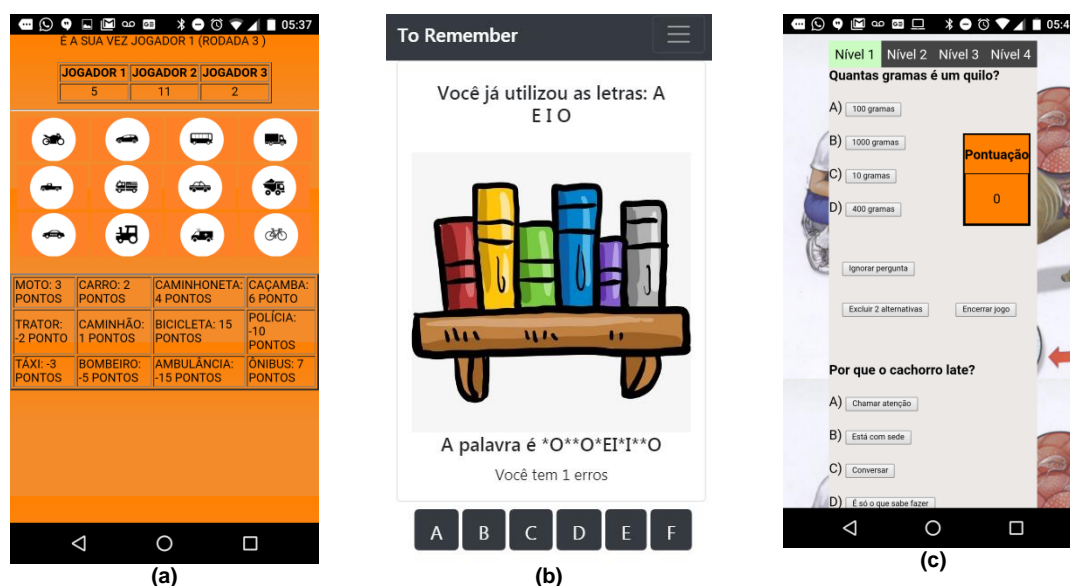 05:37
É A SUA VEZ JOGADOR 1 (RODADA 3 )
JOGADOR 1 JOGADOR 2 JOGADOR 3
5 11 2
MOTO: 3 PONTOS
CARRO: 2 PONTOS
CAMINHONETA: 4 PONTOS
CAÇAMBA: 6 PONTO
TRATOR: -2 PONTO
CAMINHÃO: 1 PONTOS
BICICLETA: 15 PONTOS
POLÍCIA: -10 PONTOS
TÁXI: -3 PONTOS
BOMBEIRO: -5 PONTOS
AMBULÂNCIA: -15 PONTOS
ÔNIBUS: 7 PONTOS
(a)
To Remember
Você já utilizou as letras: A
E I O
A palavra é *O**O*EI*I**O
Você tem 1 erros
A B C D E F
(b)
05:4
Nível 1 Nível 2 Nível 3 Nível 4
Quantas gramas é um quilo?
A) 100 gramas
B) 1000 gramas
C) 10 gramas
D) 400 gramas
Pontuação
0
Ignorar pergunta
Excluir 2 alternativas Encerrar jogo
Por que o cachorro late?
A) Chamar atenção
B) Está com sede
C) Conversar
D) É só o que sabe fazer
(c)